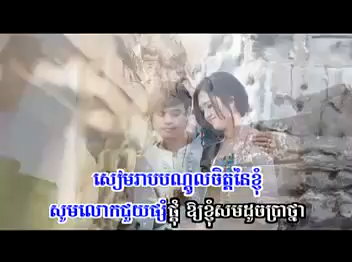 សៀមរាបបណ្ដូលចិត្តនៃខ្ញុំ
សូមលោកជួយផ្សំផ្គុំ ឱ្យខ្ញុំសមដូចប្រាថ្នា